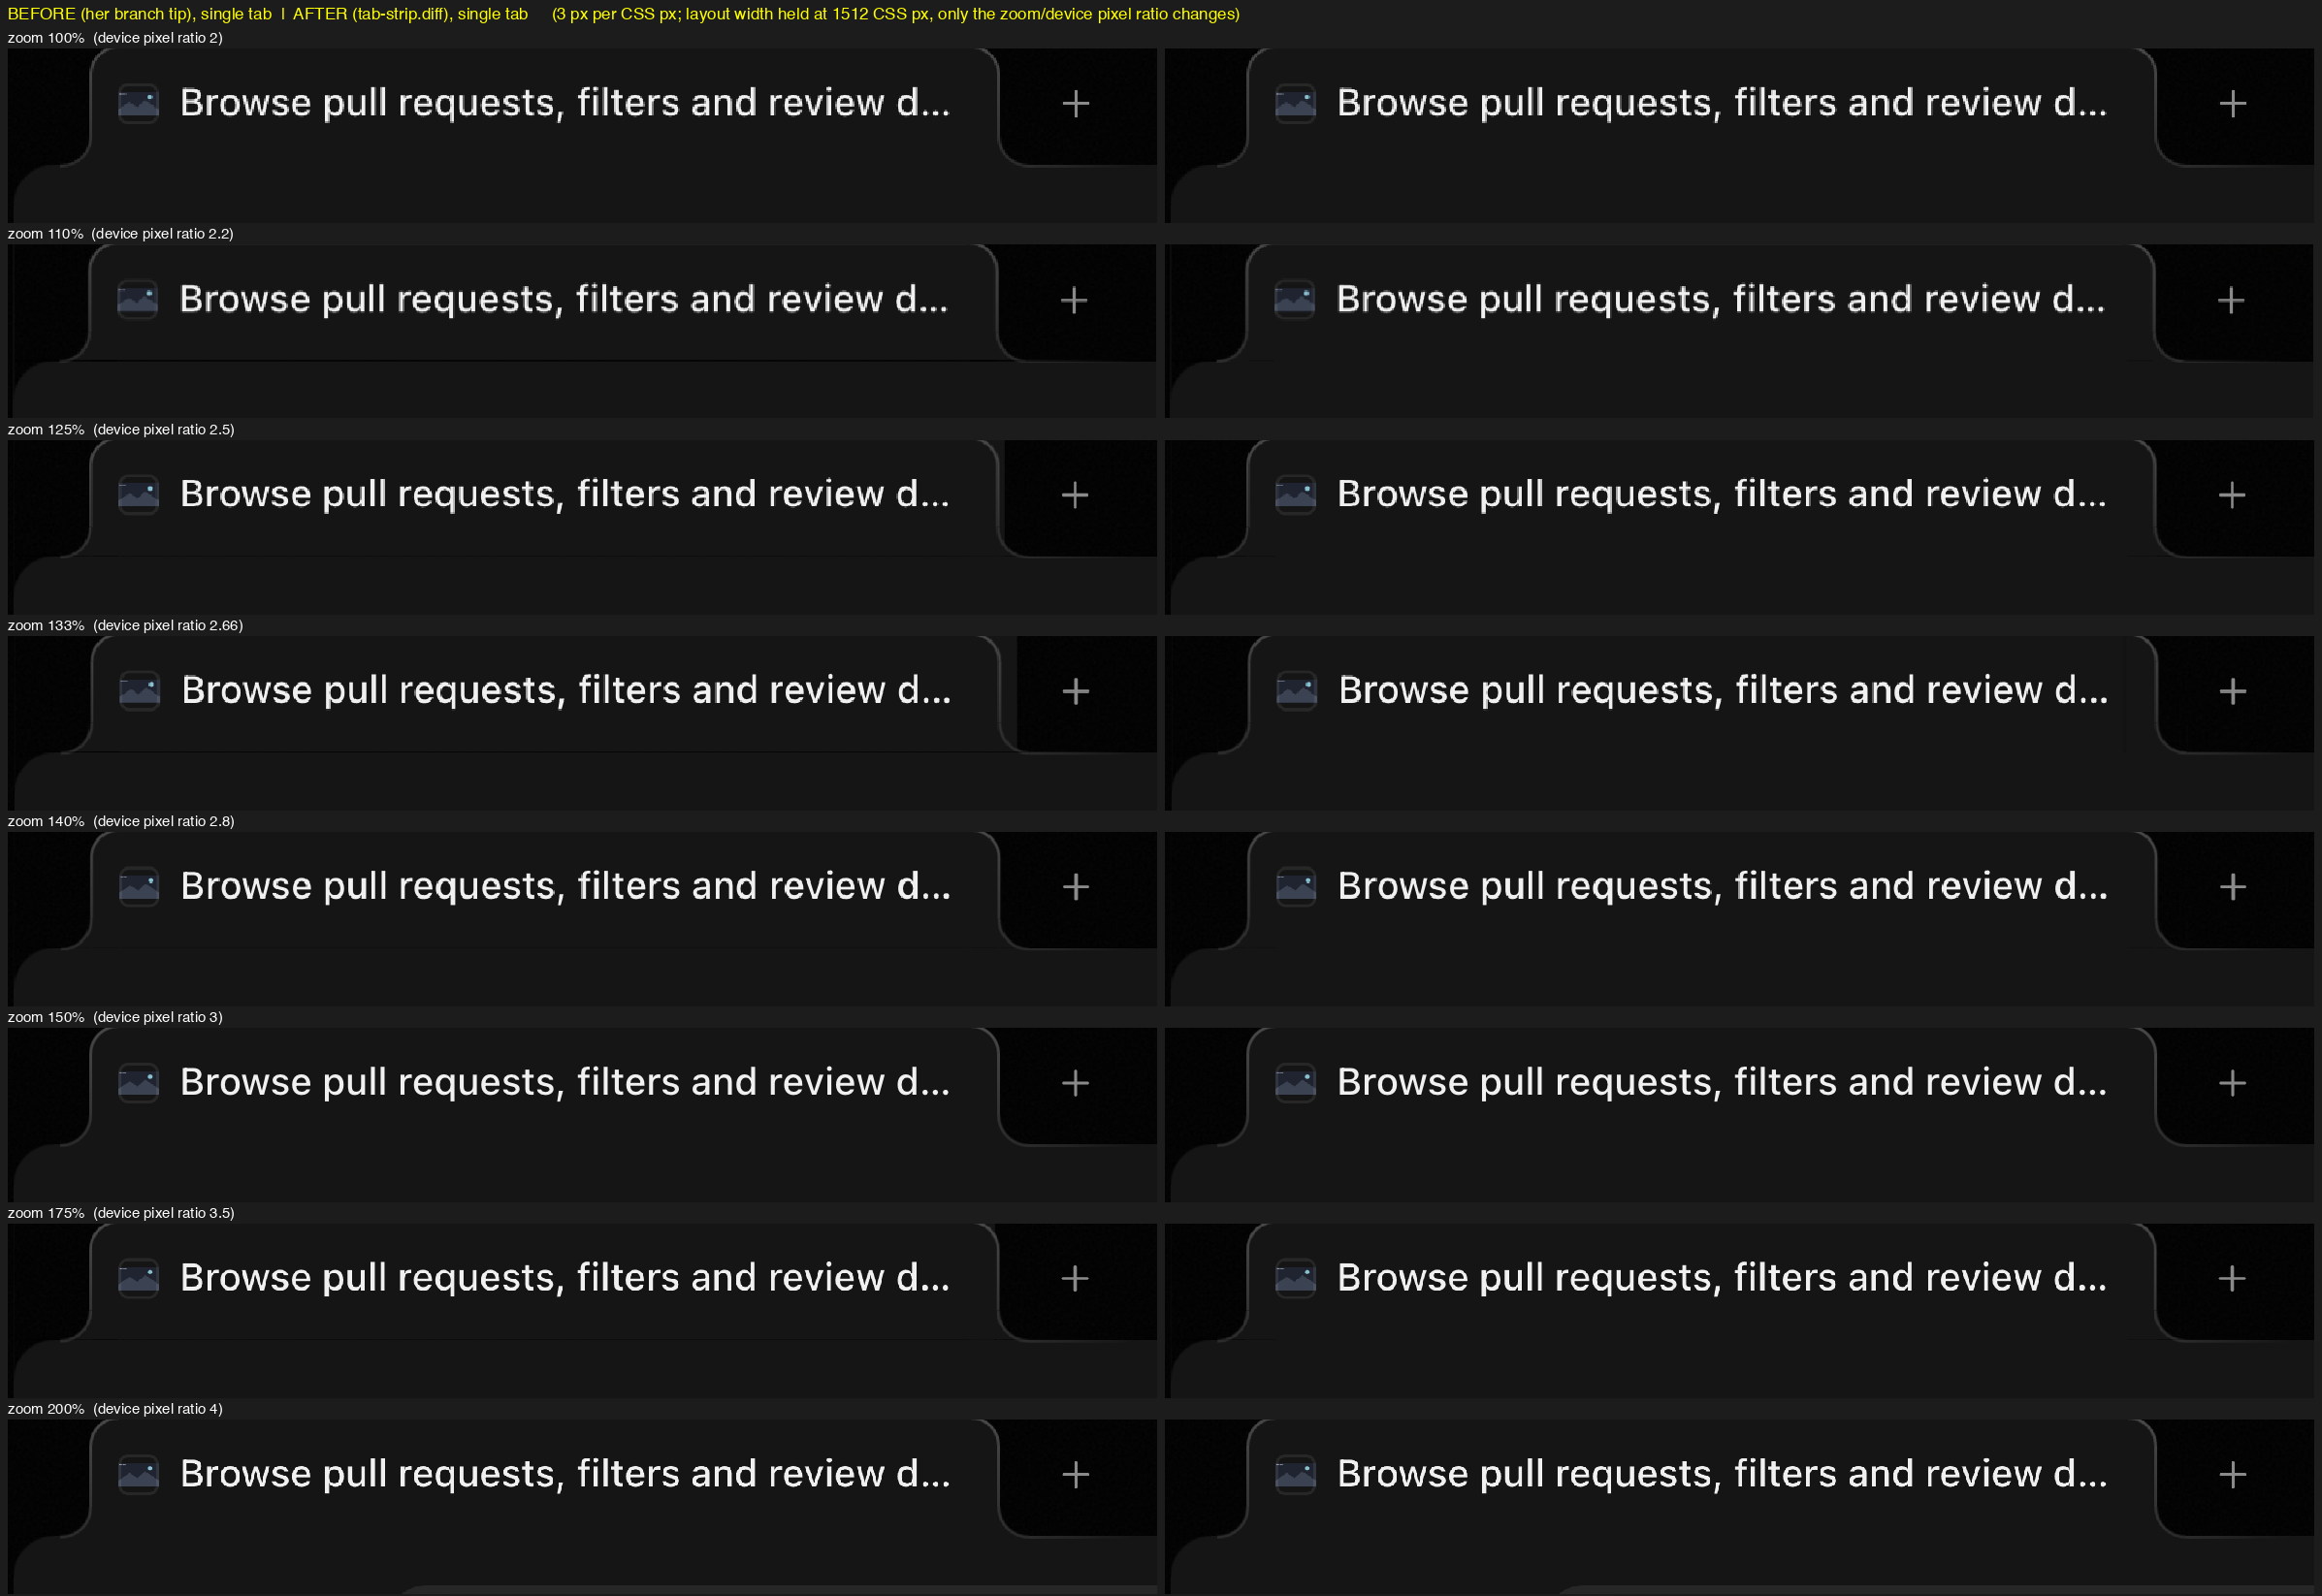 BEFORE (her branch tip), single tab | AFTER (tab-strip.diff), single tab (3 px per CSS px; layout width held at 1512 CSS px, only the zoom/device pixel ratio changes)
zoom 100% (device pixel ratio 2)
Browse pull requests, filters and review d... + Browse pull requests, filters and review d... +
zoom 110% (device pixel ratio 2.2)
Browse pull requests, filters and review d... + Browse pull requests, filters and review d... +
zoom 125% (device pixel ratio 2.5)
Browse pull requests, filters and review d... + Browse pull requests, filters and review d... +
zoom 133% (device pixel ratio 2.66)
Browse pull requests, filters and review d... + Browse pull requests, filters and review d... +
zoom 140% (device pixel ratio 2.8)
Browse pull requests, filters and review d... + Browse pull requests, filters and review d... +
zoom 150% (device pixel ratio 3)
Browse pull requests, filters and review d... + Browse pull requests, filters and review d... +
zoom 175% (device pixel ratio 3.5)
Browse pull requests, filters and review d... + Browse pull requests, filters and review d... +
zoom 200% (device pixel ratio 4)
Browse pull requests, filters and review d... + Browse pull requests, filters and review d... +